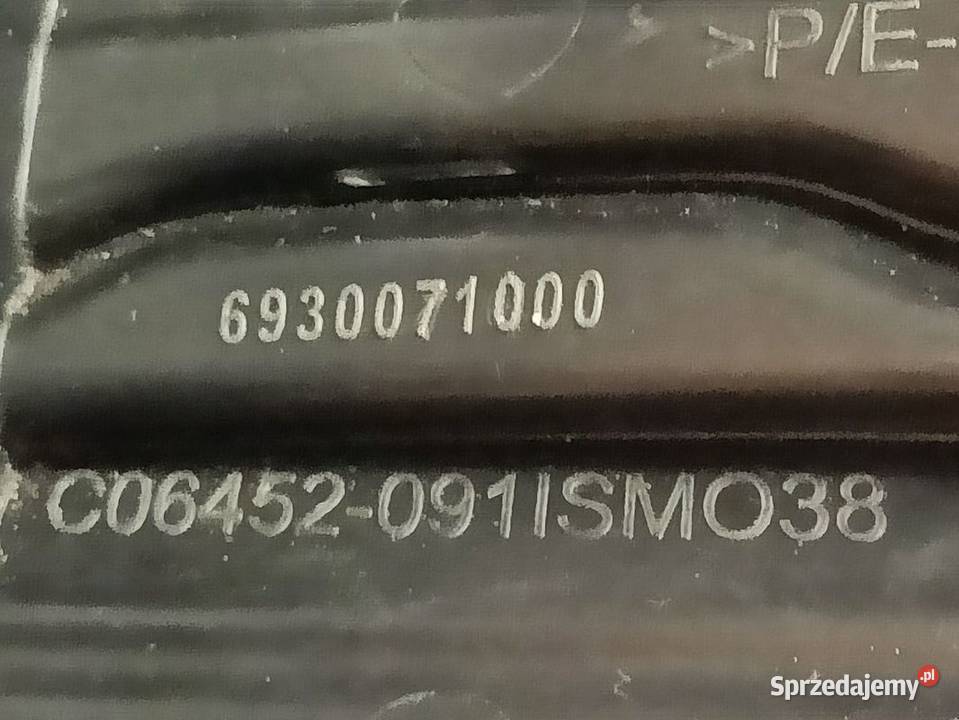 >P/E-
6930071000
C06452-091ISMO38
Sprzedajemy.pl